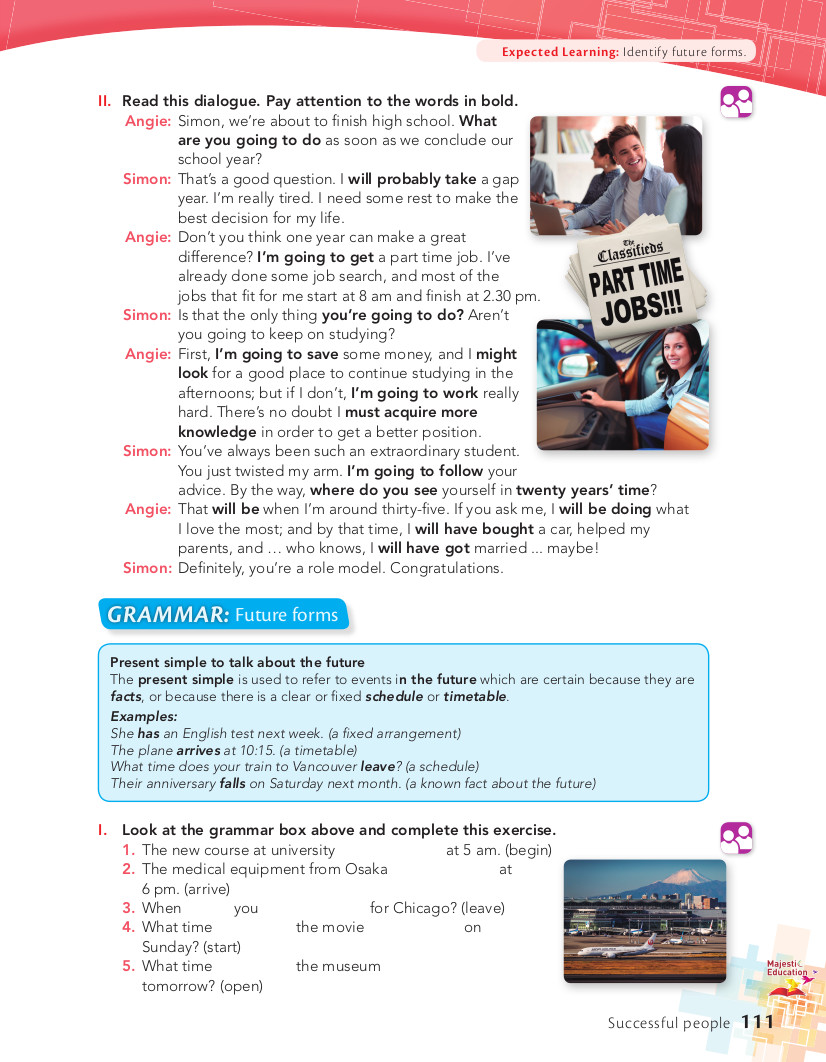 Expected Learning: Identify future forms.
II. Read this dialogue. Pay attention to the words in bold.
Angie: Simon, we're about to finish high school. What
are you going to do as soon as we conclude our
school year?
Simon: That's a good question. I will probably take a gap
year. I'm really tired. I need some rest to make the
best decision for my life.
Angie: Don't you think one year can make a great
difference? I'm going to get a part time job. I've
already done some job search, and most of the
jobs that fit for me start at 8 am and finish at 2.30 pm.
Simon: Is that the only thing you're going to do? Aren't
you going to keep on studying?
Angie: First, I'm going to save some money, and I might
look for a good place to continue studying in the
afternoons; but if I don't, I'm going to work really
hard. There's no doubt I must acquire more
knowledge in order to get a better position.
Simon: You've always been such an extraordinary student.
You just twisted my arm. I'm going to follow your
advice. By the way, where do you see yourself in twenty years' time?
Angie: That will be when I'm around thirty-five. If you ask me, I will be doing what
I love the most; and by that time, I will have bought a car, helped my
parents, and ... who knows, I will have got married ... maybe!
Simon: Definitely, you're a role model. Congratulations.
The
Classifieds
PART TIME
JOBS!!!
GRAMMAR: Future forms
Present simple to talk about the future
The present simple is used to refer to events in the future which are certain because they are
facts, or because there is a clear or fixed schedule or timetable.
Examples:
She has an English test next week. (a fixed arrangement)
The plane arrives at 10:15. (a timetable)
What time does your train to Vancouver leave? (a schedule)
Their anniversary falls on Saturday next month. (a known fact about the future)
I. Look at the grammar box above and complete this exercise.
1. The new course at university at 5 am. (begin)
2. The medical equipment from Osaka at
6 pm. (arrive)
3. When you for Chicago? (leave)
4. What time the movie on
Sunday? (start)
5. What time the museum
tomorrow? (open)
Majestic
Education
Successful people 111